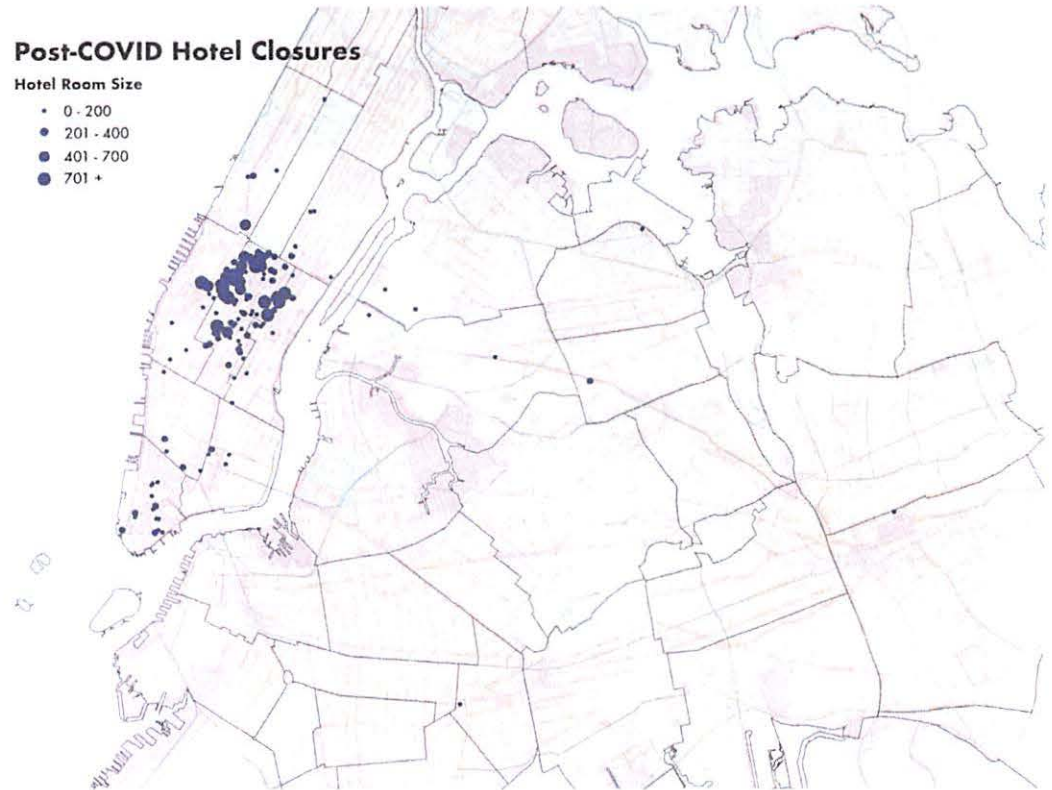 Post-COVID Hotel Closures
Hotel Room Size
0 - 200
201 - 400
401 - 700
701 +